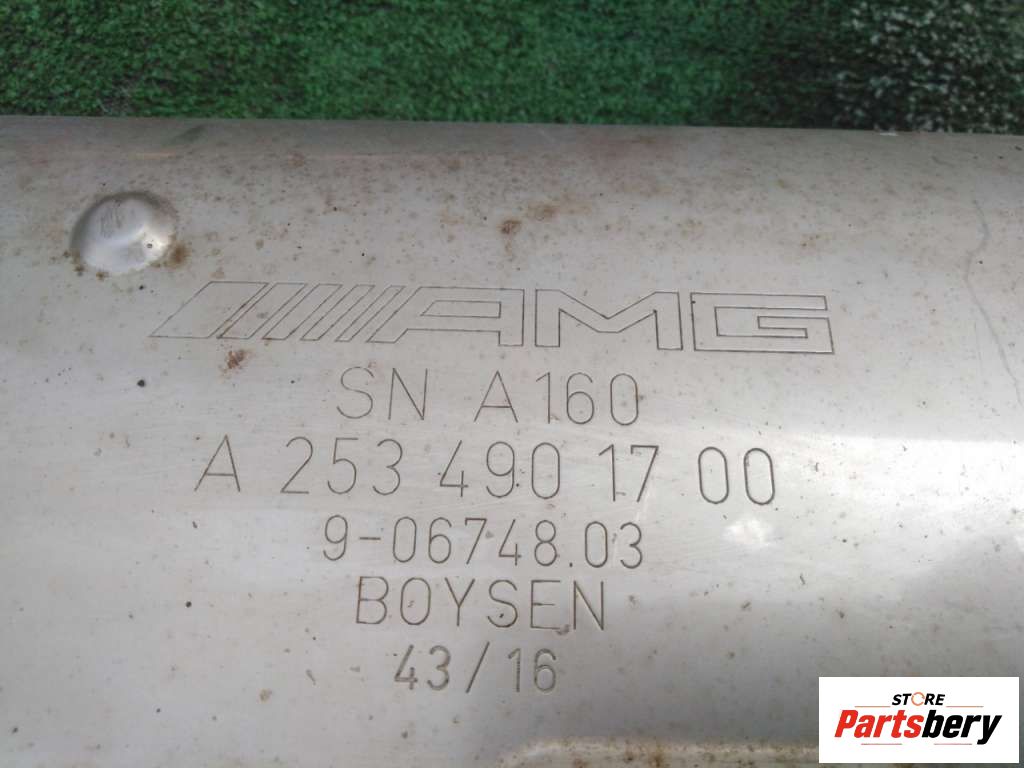 AMG
SN A160
A 253 490 17 00
9-06748.03
BOYSEN
43/16
STORE
Partsbery